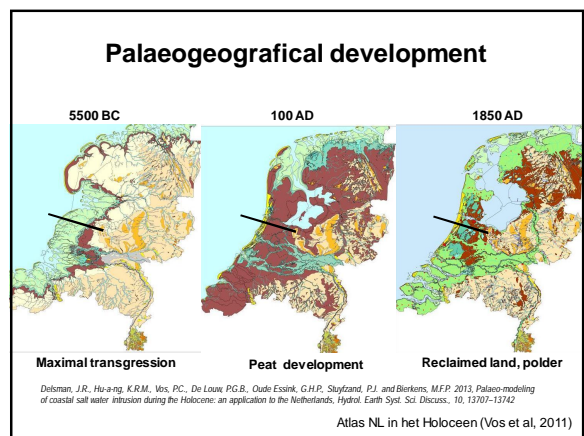 Palaeogeografical development
5500 BC
100 AD
1850 AD
Maximal transgression
Peat development
Reclaimed land, polder
Delsman, J.R., Hu-a-ng, K.R.M., Vos, P.C., De Louw, P.G.B., Oude Essink, G.H.P., Stuyfzand, P.J. and Bierkens, M.F.P. 2013, Palaeo-modeling
of coastal salt water intrusion during the Holocene: an application to the Netherlands, Hydrol. Earth Syst. Sci. Discuss., 10, 13707–13742
Atlas NL in het Holoceen (Vos et al, 2011)